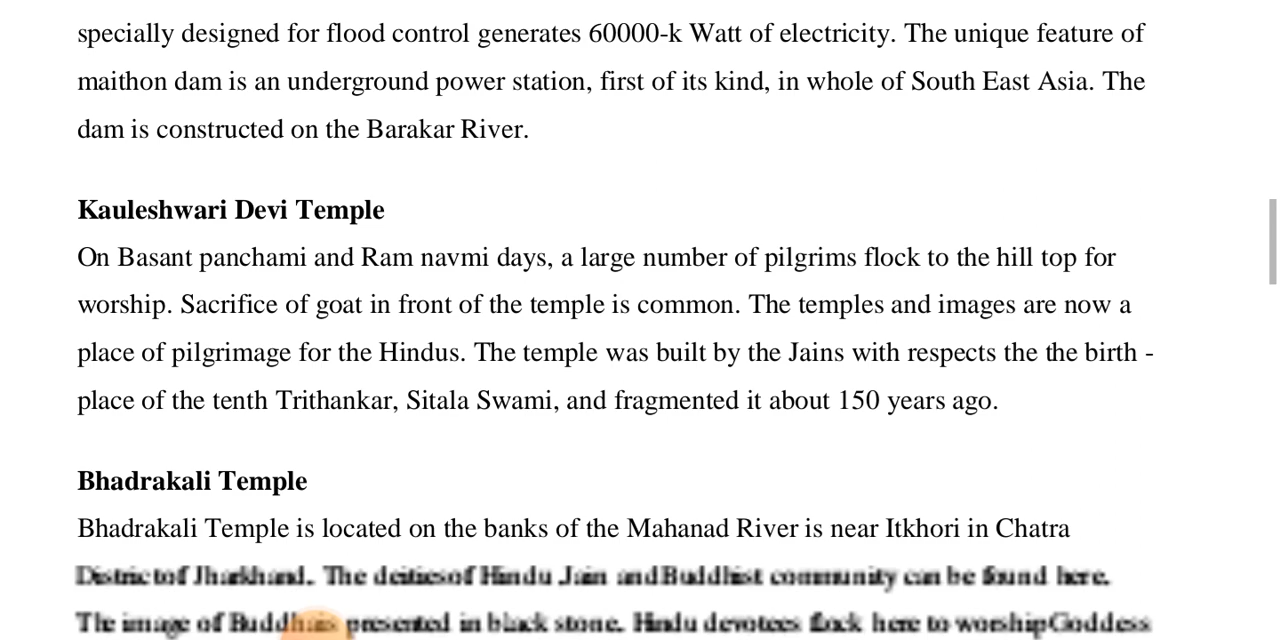 specially designed for flood control generates 60000-k Watt of electricity. The unique feature of
maithon dam is an underground power station, first of its kind, in whole of South East Asia. The
dam is constructed on the Barakar River.
Kauleshwari Devi Temple
On Basant panchami and Ram navmi days, a large number of pilgrims flock to the hill top for
worship. Sacrifice of goat in front of the temple is common. The temples and images are now a
place of pilgrimage for the Hindus. The temple was built by the Jains with respects the the birth -
place of the tenth Trithankar, Sitala Swami, and fragmented it about 150 years ago.
Bhadrakali Temple
Bhadrakali Temple is located on the banks of the Mahanad River is near Itkhori in Chatra
Districtof Jharkhand. The deitiesof Hindu Jain andBuddhist community can be found here.
The image of Buddhais presented in black stone. Hindu devotees flock here to worshipGoddess